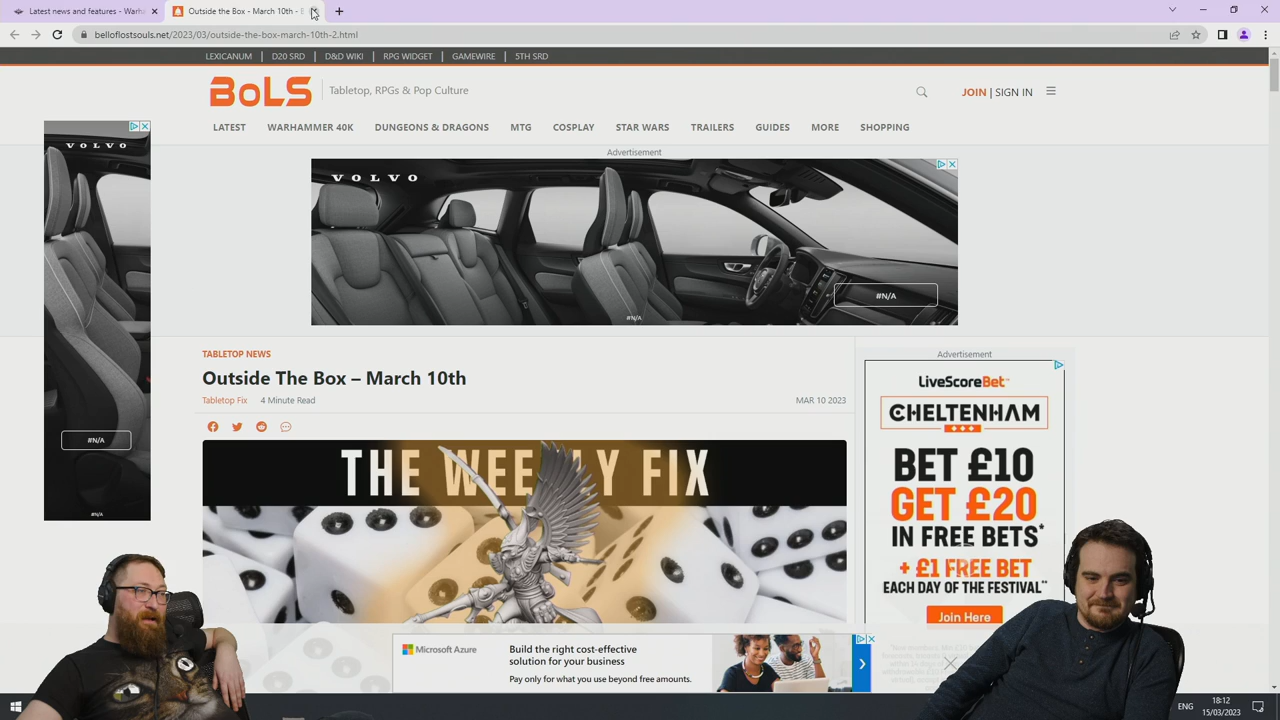 Latest news and features - Warha
Outside the Box - March 10th - B
belloflostsouls.net/2023/03/outside-the-box-march-10th-2.html
LEXICANUM | D20 SRD | D&D WIKI | RPG WIDGET | GAMEWIRE | 5TH SRD
BoLS
Tabletop, RPGs & Pop Culture
JOIN | SIGN IN
LATEST WARHAMMER 40K DUNGEONS & DRAGONS MTG COSPLAY STAR WARS TRAILERS GUIDES MORE SHOPPING
Advertisement
VOLVO
#N/A
#N/A
VOLVO
#N/A
#N/A
TABLETOP NEWS
Outside The Box – March 10th
Tabletop Fix 4 Minute Read MAR 10 2023
THE WEEKLY FIX
Advertisement
LiveScoreBet
CHELTENHAM
BET £10
GET £20
IN FREE BETS*
+ £1 FREE BET
EACH DAY OF THE FESTIVAL**
Join Here
Microsoft Azure
Build the right cost-effective
solution for your business
Pay only for what you use beyond free amounts.
ENG
18:12
15/03/2023